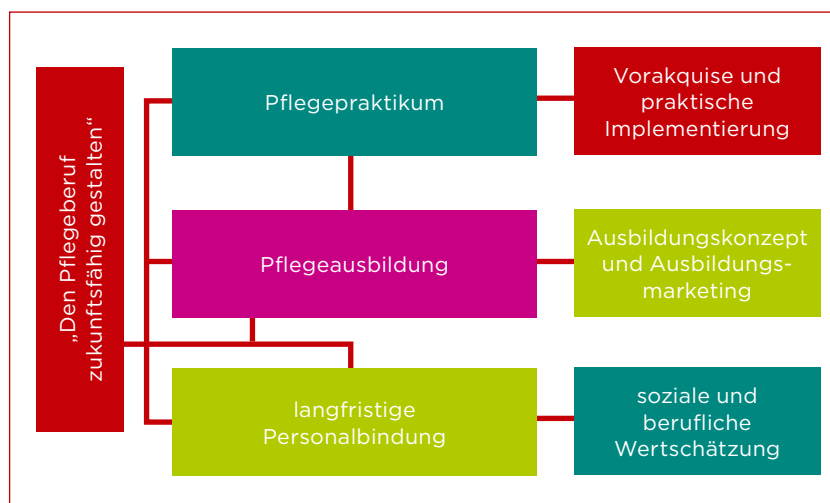 „Den Pflegeberuf
zukunftsfähig gestalten“
Pflegepraktikum
Vorakquise und
praktische
Implementierung
Pflegeausbildung
Ausbildungskonzept
und Ausbildungs-
marketing
langfristige
Personalbindung
soziale und
berufliche
Wertschätzung